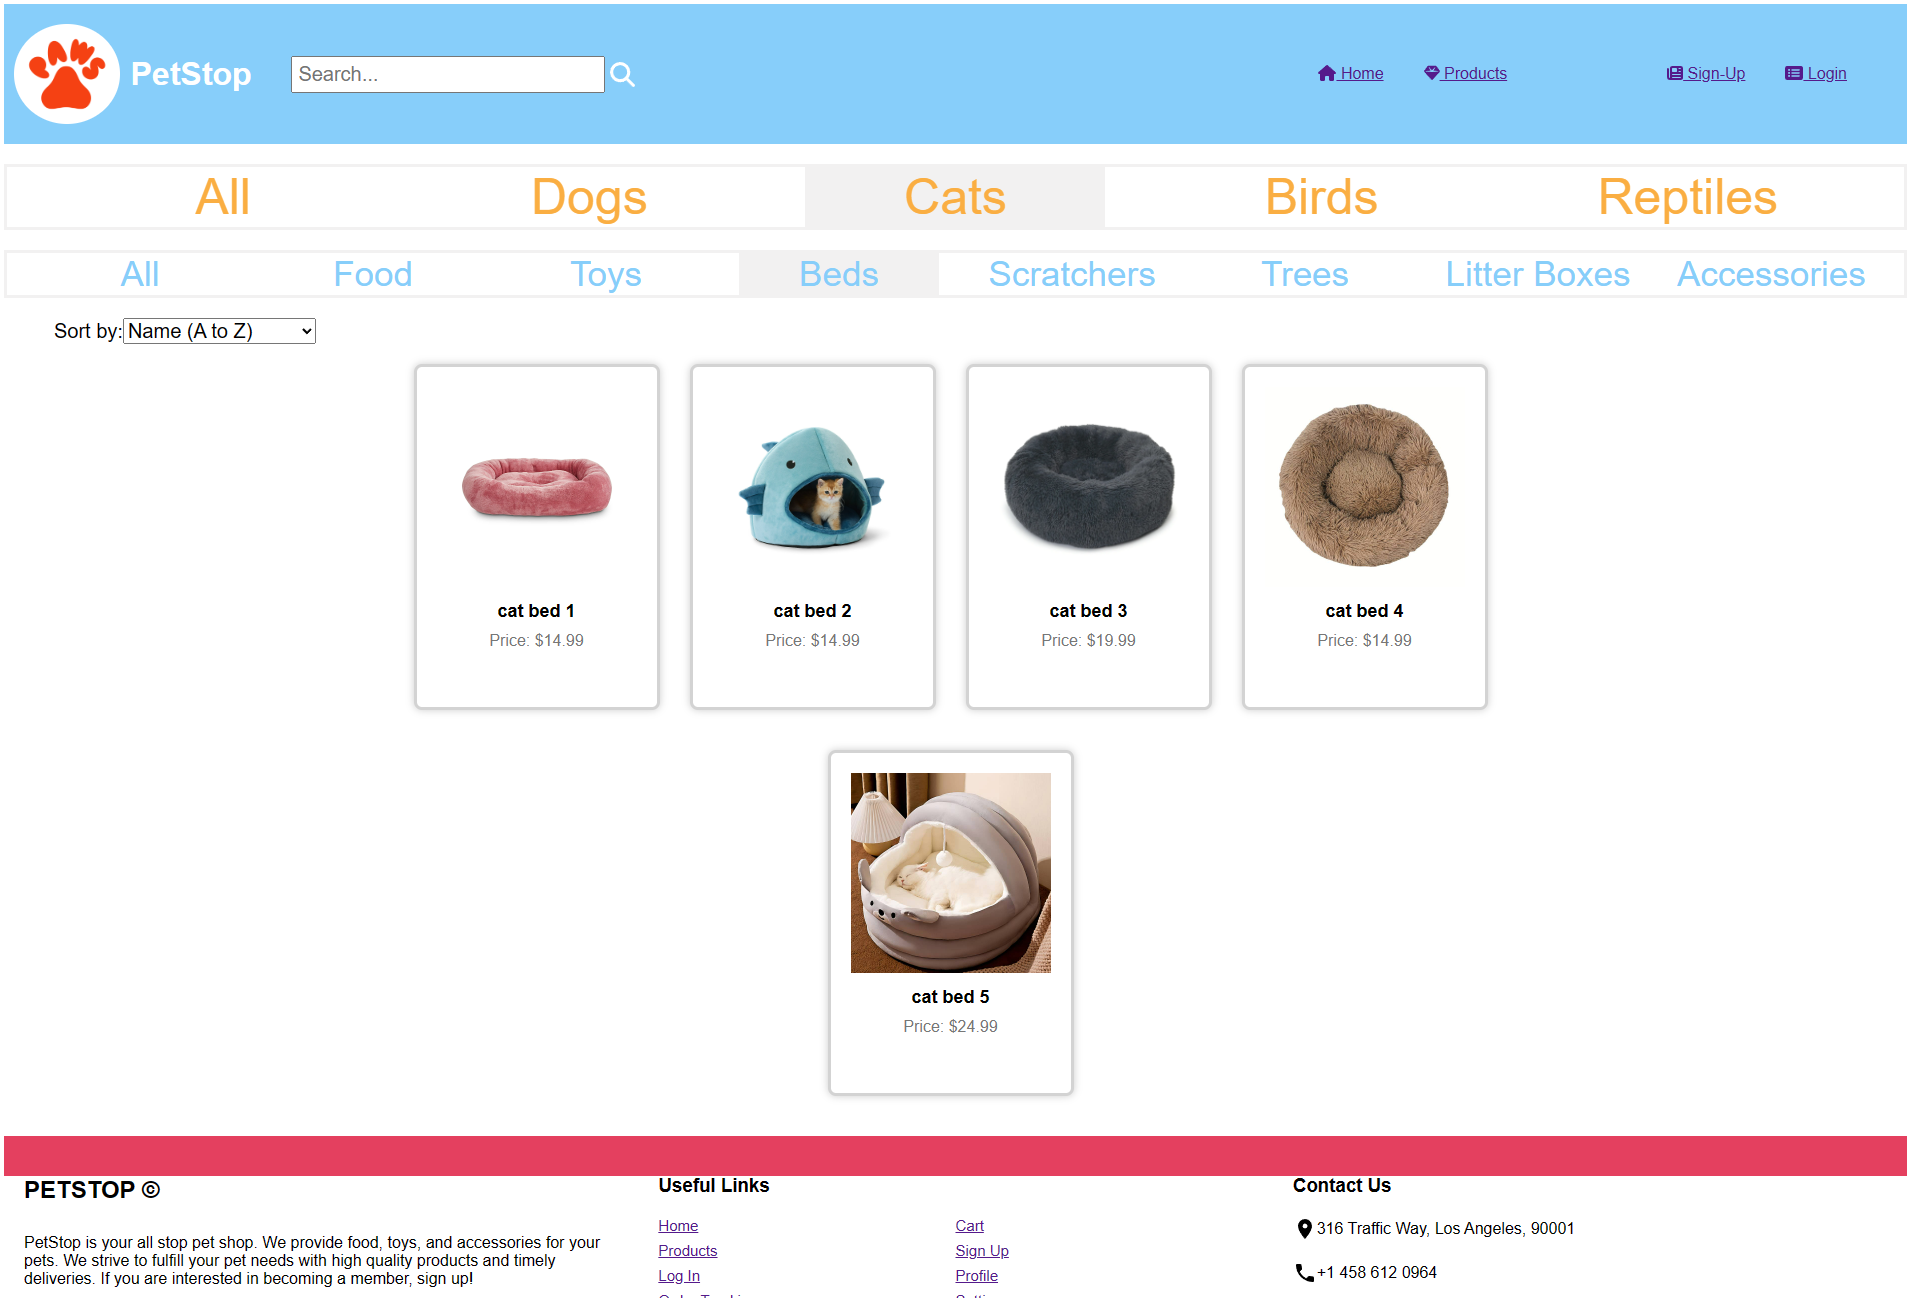 PetStop
Search...
Home
Products
Sign-Up
Login
All
Dogs
Cats
Birds
Reptiles
All
Food
Toys
Beds
Scratchers
Trees
Litter Boxes
Accessories
Sort by: Name (A to Z)
cat bed 1
Price: $14.99
cat bed 2
Price: $14.99
cat bed 3
Price: $19.99
cat bed 4
Price: $14.99
cat bed 5
Price: $24.99
PETSTOP ©
PetStop is your all stop pet shop. We provide food, toys, and accessories for your
pets. We strive to fulfill your pet needs with high quality products and timely
deliveries. If you are interested in becoming a member, sign up!
Useful Links
Home
Products
Log In
Cart
Sign Up
Profile
Contact Us
316 Traffic Way, Los Angeles, 90001
+1 458 612 0964